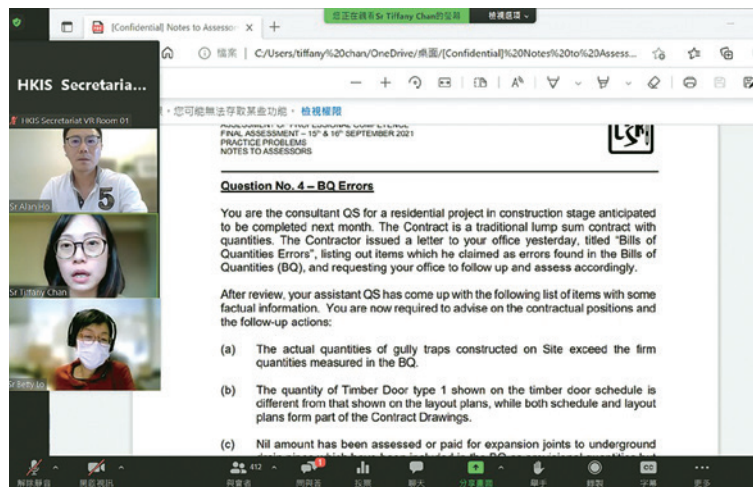 您正在觀看Sr Tiffany Chan的螢幕
檢視選項
[Confidential] Notes to Assessor
檔案
C:/Users/tiffany%20chan/OneDrive/桌面/[Confidential]%20Notes%20to%20Assess...
HKIS Secretaria...
HKIS Secretariat VR Room 01
，您可能無法存取某些功能。 檢視權限
Sr Alan Ho
Sr Tiffany Chan
Sr Betty Lo
ASSESSMENT OF PROFESSIONAL COMPETENCE
FINAL ASSESSMENT – 15th & 16th SEPTEMBER 2021
PRACTICE PROBLEMS
NOTES TO ASSESSORS
Question No. 4 – BQ Errors
You are the consultant QS for a residential project in construction stage anticipated
to be completed next month. The Contract is a traditional lump sum contract with
quantities. The Contractor issued a letter to your office yesterday, titled "Bills of
Quantities Errors", listing out items which he claimed as errors found in the Bills of
Quantities (BQ), and requesting your office to follow up and assess accordingly.
After review, your assistant QS has come up with the following list of items with some
factual information. You are now required to advise on the contractual positions and
the follow-up actions:
(a) The actual quantities of gully traps constructed on Site exceed the firm
quantities measured in the BQ.
(b) The quantity of Timber Door type 1 shown on the timber door schedule is
different from that shown on the layout plans, while both schedule and layout
plans form part of the Contract Drawings.
(c) Nil amount has been assessed or paid for expansion joints to underground
解除靜音
開啟視訊
412
與會者
1
問與答
投票
聊天
分享畫面
舉手
錄製
CC
字幕
更多